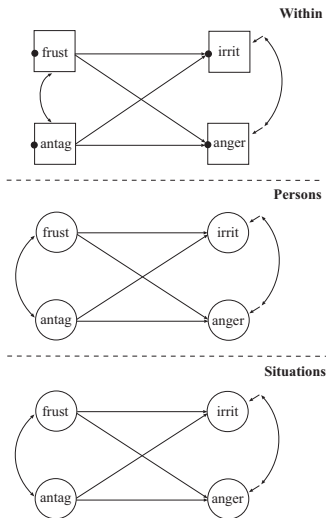 Within
frust
irrit
antag
anger
Persons
frust
irrit
antag
anger
Situations
frust
irrit
antag
anger